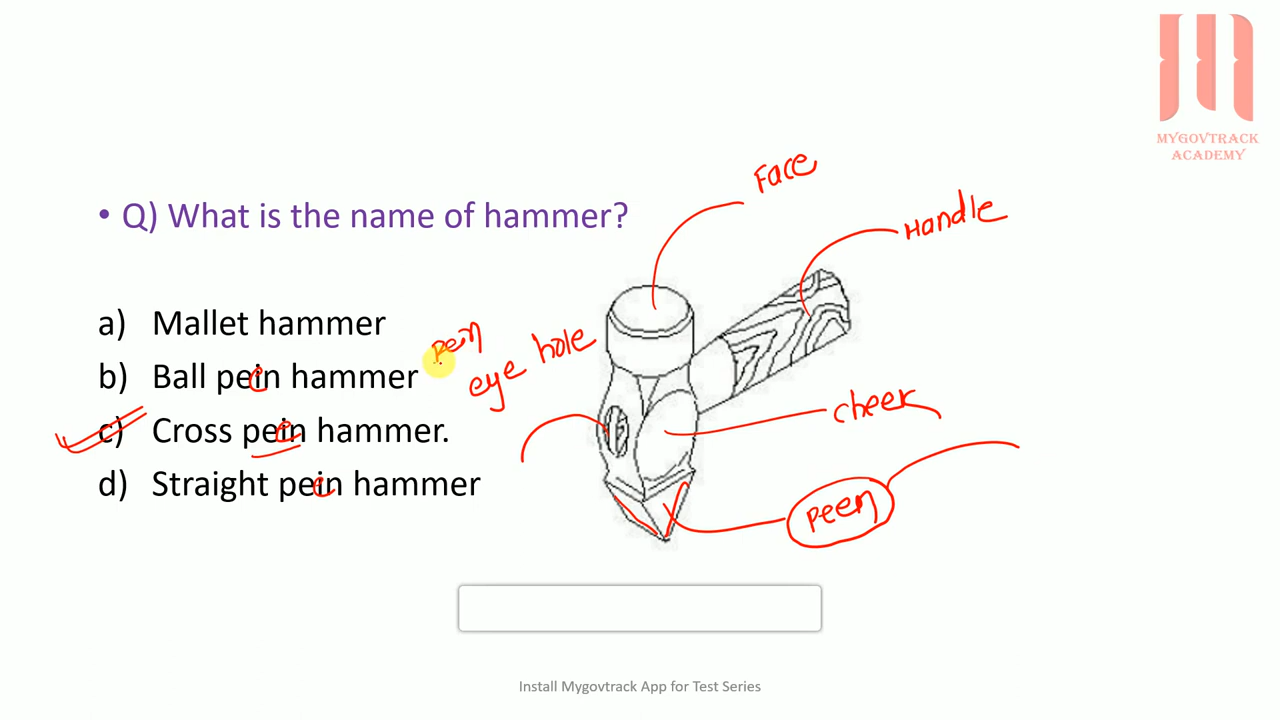 MYGOVTRACK
ACADEMY
Face
Handle
• Q) What is the name of hammer?
a) Mallet hammer
pein
eye hole
b) Ball pein hammer
cheek
c) Cross pein hammer.
d) Straight pein hammer
Peen
Install Mygovtrack App for Test Series